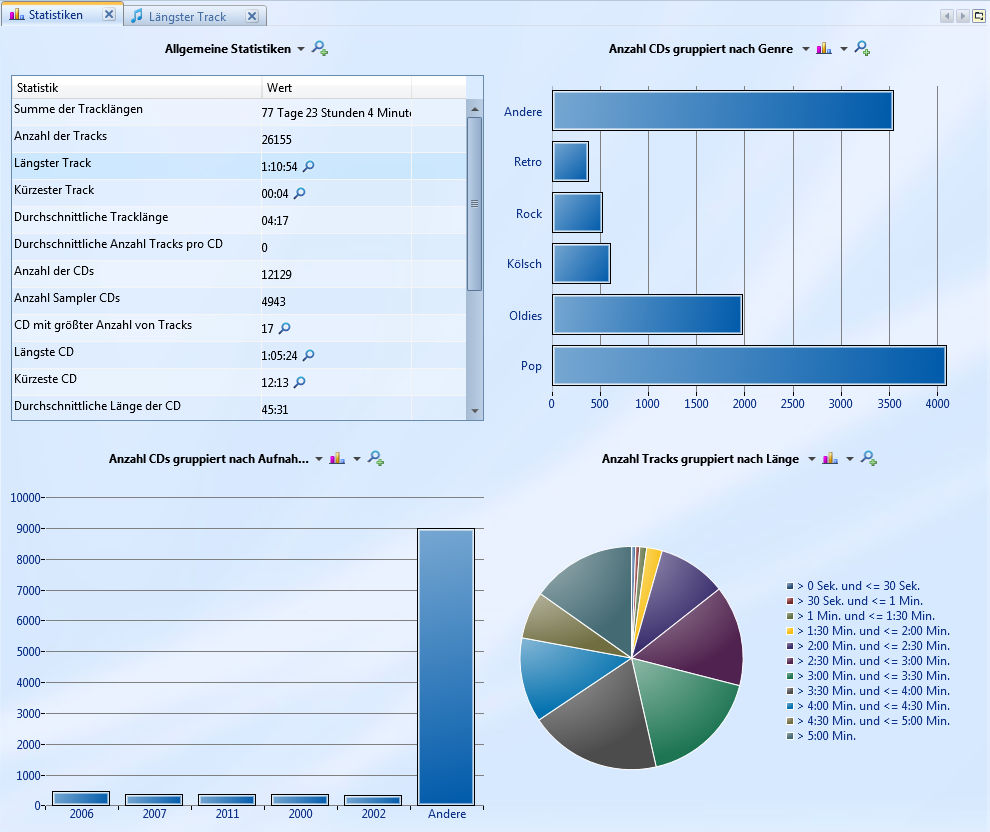 Statistiken
Längster Track
Allgemeine Statistiken
Statistik Wert
Summe der Tracklängen 77 Tage 23 Stunden 4 Minute
Anzahl der Tracks 26155
Längster Track 1:10:54
Kürzester Track 00:04
Durchschnittliche Tracklänge 04:17
Durchschnittliche Anzahl Tracks pro CD 0
Anzahl der CDs 12129
Anzahl Sampler CDs 4943
CD mit größter Anzahl von Tracks 17
Längste CD 1:05:24
Kürzeste CD 12:13
Durchschnittliche Länge der CD 45:31
Anzahl CDs gruppiert nach Genre
Andere
Retro
Rock
Kölsch
Oldies
Pop
0 500 1000 1500 2000 2500 3000 3500 4000
Anzahl CDs gruppiert nach Aufnah...
10000
9000
8000
7000
6000
5000
4000
3000
2000
1000
0
2006 2007 2011 2000 2002 Andere
Anzahl Tracks gruppiert nach Länge
> 0 Sek. und <= 30 Sek.
> 30 Sek. und <= 1 Min.
> 1 Min. und <= 1:30 Min.
> 1:30 Min. und <= 2:00 Min.
> 2:00 Min. und <= 2:30 Min.
> 2:30 Min. und <= 3:00 Min.
> 3:00 Min. und <= 3:30 Min.
> 3:30 Min. und <= 4:00 Min.
> 4:00 Min. und <= 4:30 Min.
> 4:30 Min. und <= 5:00 Min.
> 5:00 Min.